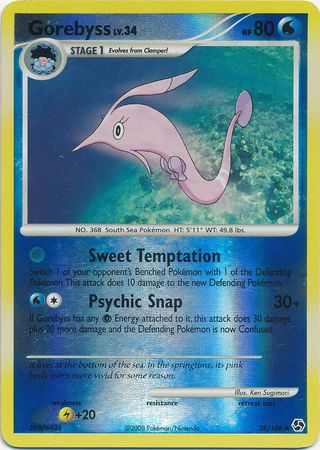 Gorebyss LV.34 HP 80
STAGE 1 Evolves from Clamperl
NO. 368 South Sea Pokémon HT: 5'11" WT: 49.8 lbs.
Sweet Temptation
Switch 1 of your opponent's Benched Pokémon with 1 of the Defending
Pokémon. This attack does 10 damage to the new Defending Pokémon.
Psychic Snap 30+
If Gorebyss has any Energy attached to it, this attack does 30 damage
plus 20 more damage and the Defending Pokémon is now Confused.
It lives at the bottom of the sea. In the springtime, its pink
body turns more vivid for some reason.
Illus. Ken Sugimori
weakness resistance retreat cost
+20
DPBP#426 ©2008 Pokémon/Nintendo 38/106